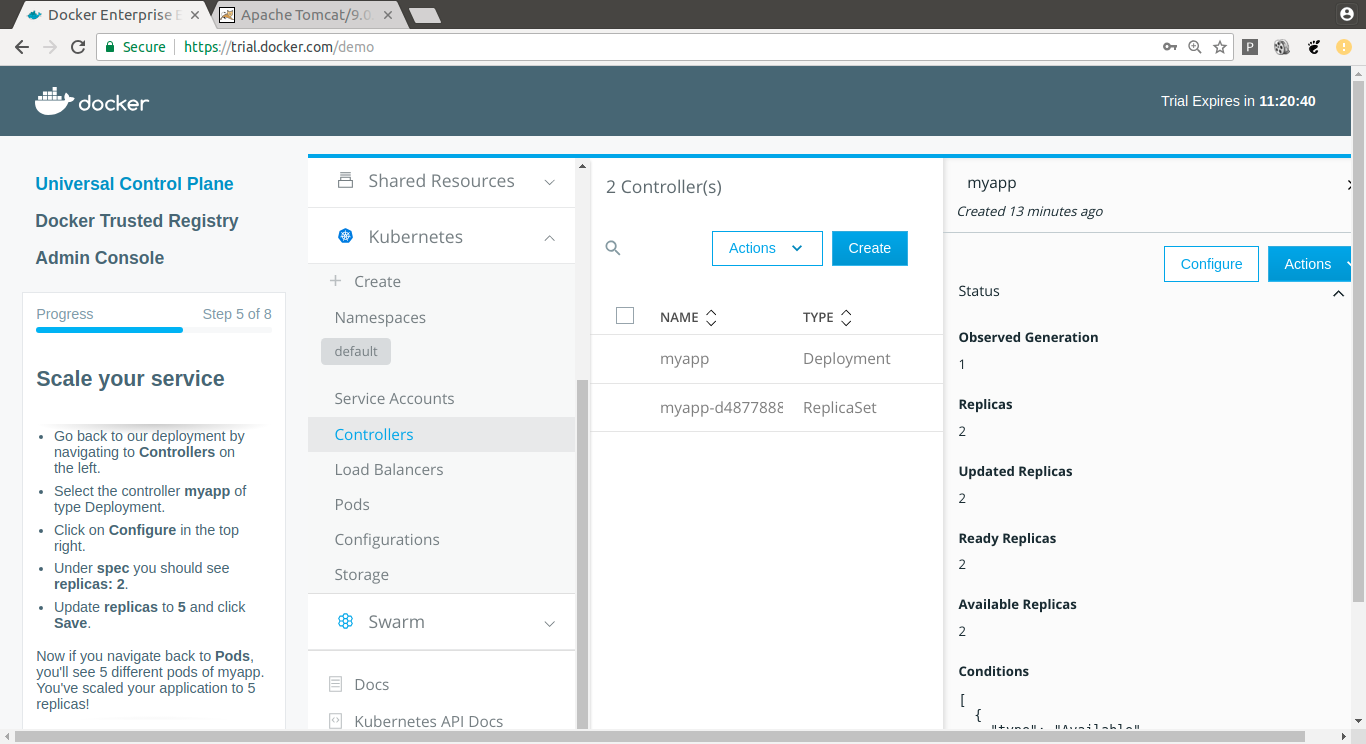 Docker Enterprise E
Apache Tomcat/9.0.
Secure
https://trial.docker.com/demo
docker
Trial Expires in 11:20:40
Universal Control Plane
Docker Trusted Registry
Admin Console
Progress
Step 5 of 8
Scale your service
• Go back to our deployment by
navigating to Controllers on
the left.
• Select the controller myapp of
type Deployment.
• Click on Configure in the top
right.
• Under spec you should see
replicas: 2.
• Update replicas to 5 and click
Save.
Now if you navigate back to Pods,
you'll see 5 different pods of myapp.
You've scaled your application to 5
replicas!
Shared Resources
Kubernetes
+ Create
Namespaces
default
Service Accounts
Controllers
Load Balancers
Pods
Configurations
Storage
Swarm
Docs
Kubernetes API Docs
2 Controller(s)
Actions
Create
NAME
TYPE
myapp
Deployment
myapp-d4877888
ReplicaSet
myapp
Created 13 minutes ago
Configure
Actions
Status
Observed Generation
1
Replicas
2
Updated Replicas
2
Ready Replicas
2
Available Replicas
2
Conditions
[
{
"type": "Available"